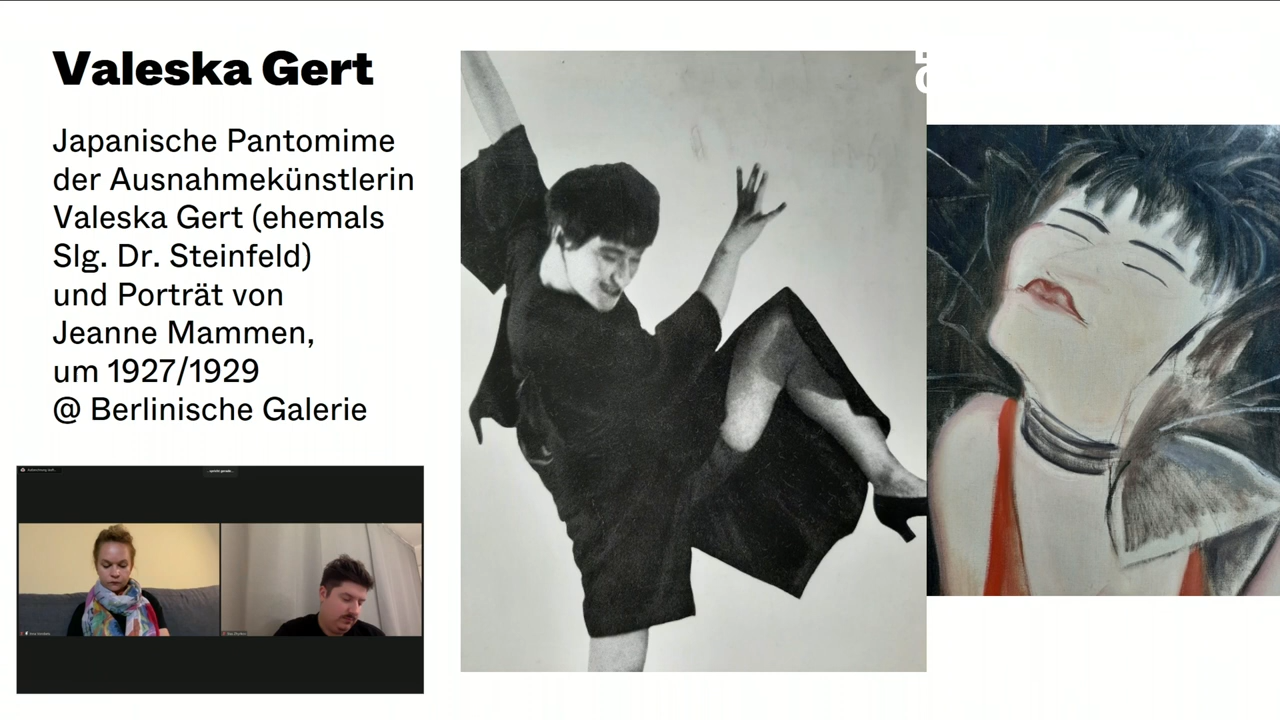 Valeska Gert
Japanische Pantomime
der Ausnahmekünstlerin
Valeska Gert (ehemals
Slg. Dr. Steinfeld)
und Porträt von
Jeanne Mammen,
um 1927/1929
@ Berlinische Galerie